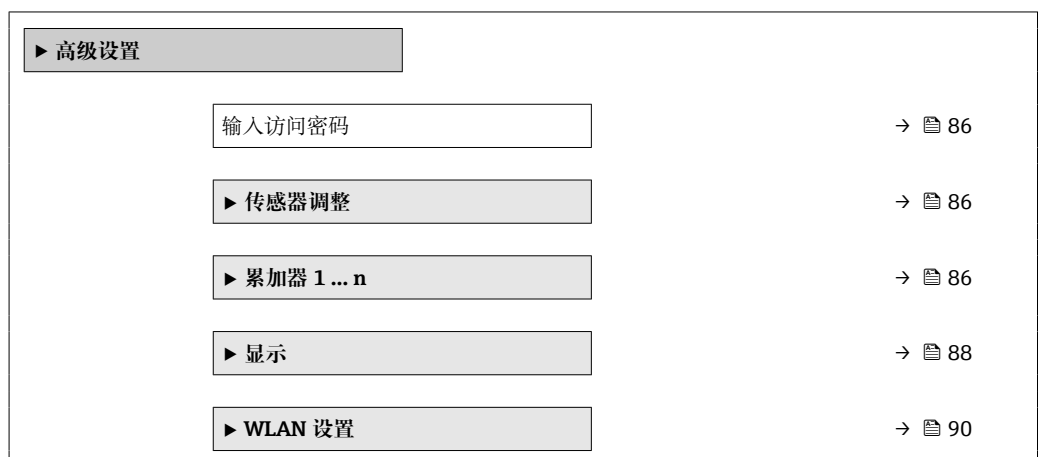 ▶ 高级设置
输入访问密码 → 86
▶ 传感器调整 → 86
▶ 累加器 1 ... n → 86
▶ 显示 → 88
▶ WLAN 设置 → 90